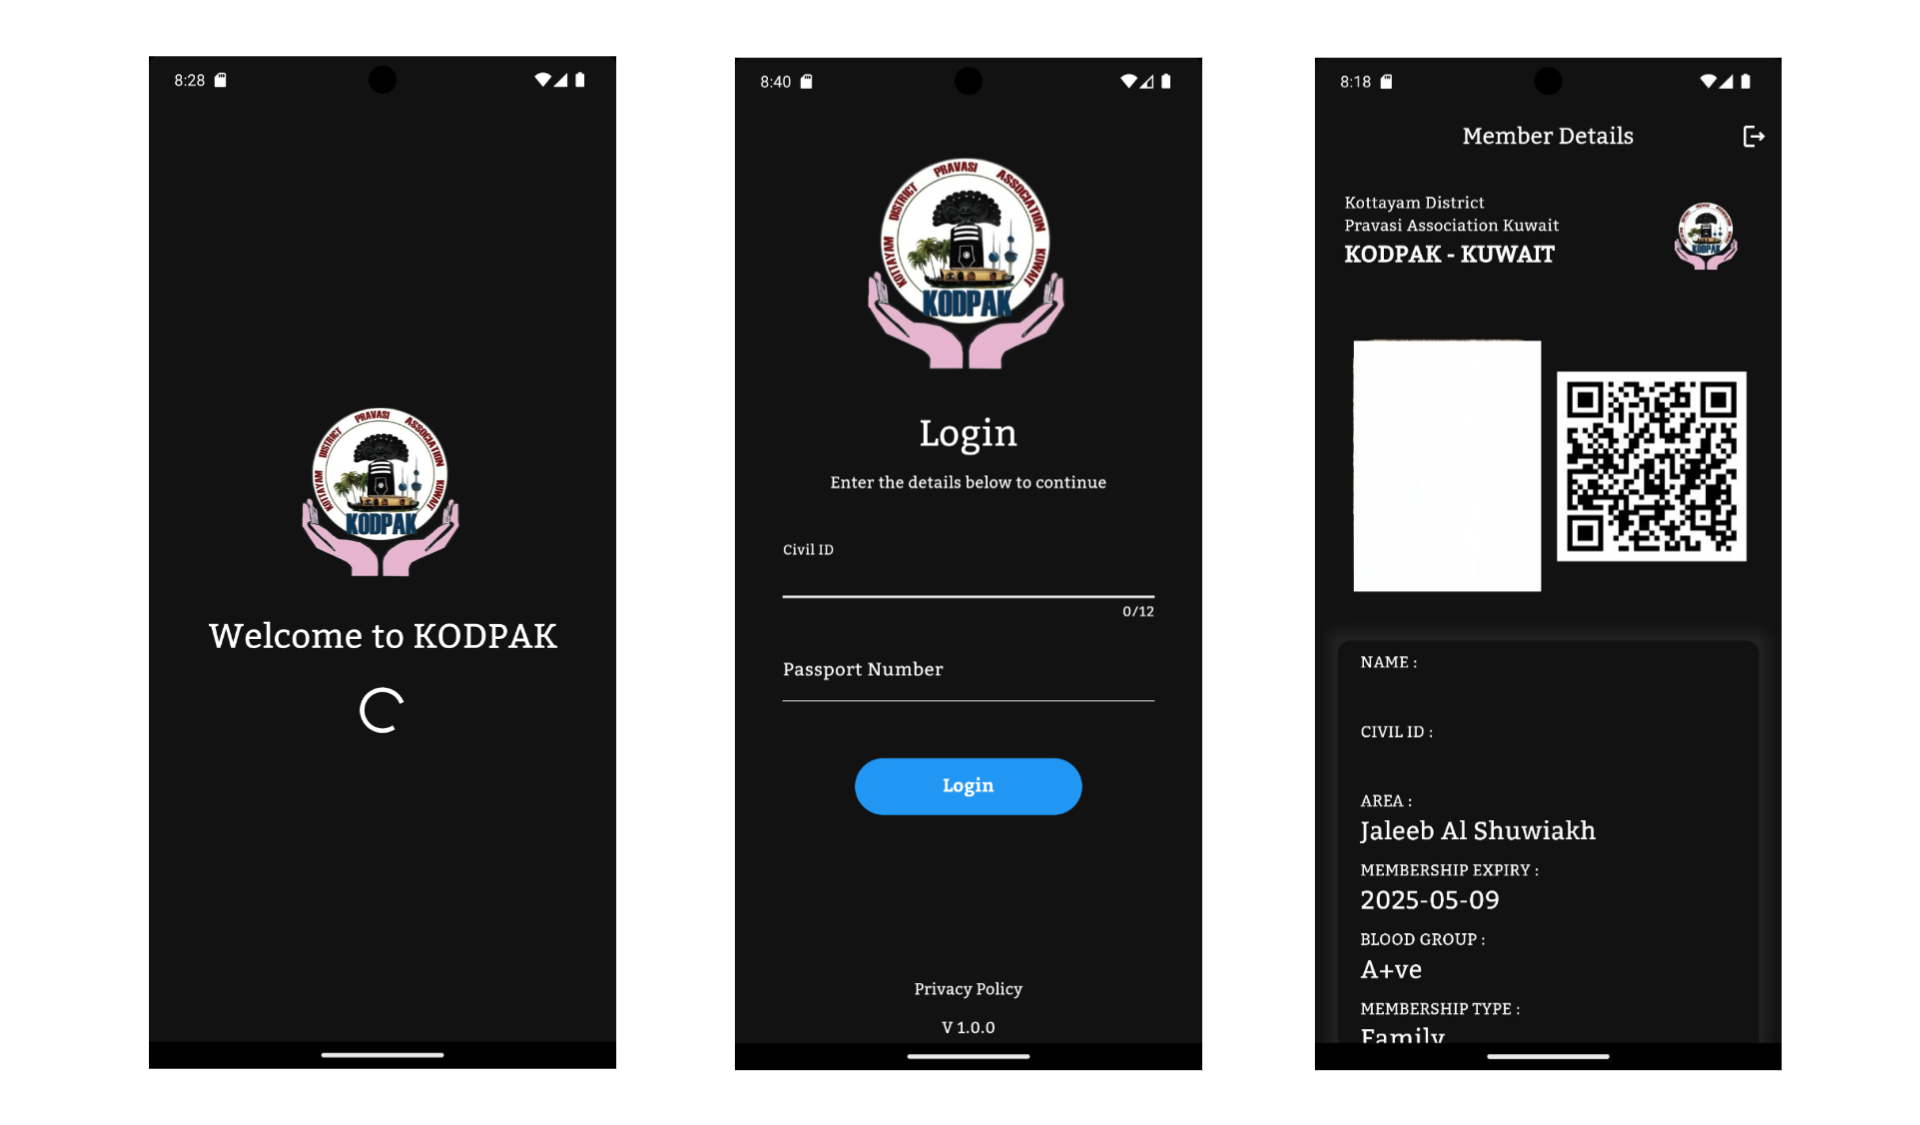 8:28
KOTTAYAM DISTRICT PRAVASI ASSOCIATION KUWAIT
KODPAK
Welcome to KODPAK
8:40
KOTTAYAM DISTRICT PRAVASI ASSOCIATION KUWAIT
KODPAK
Login
Enter the details below to continue
Civil ID
0/12
Passport Number
Login
Privacy Policy
V 1.0.0
8:18
Member Details
Kottayam District
Pravasi Association Kuwait
KODPAK - KUWAIT
KODPAK
NAME :
CIVIL ID :
AREA :
Jaleeb Al Shuwiakh
MEMBERSHIP EXPIRY :
2025-05-09
BLOOD GROUP :
A+ve
MEMBERSHIP TYPE :
Family